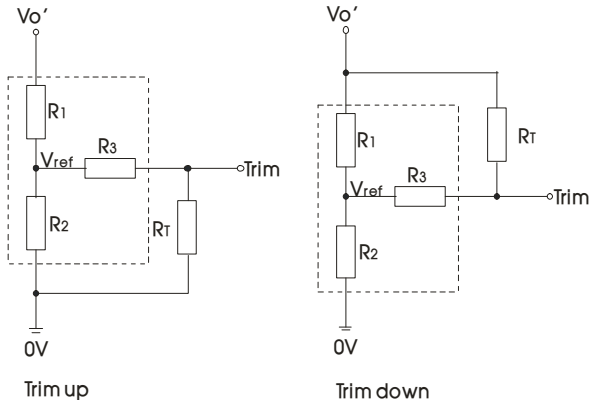 Vo’
R1
R3
Vref
Trim
R2
RT
0V
Trim up
Vo’
R1
RT
R3
Vref
Trim
R2
0V
Trim down